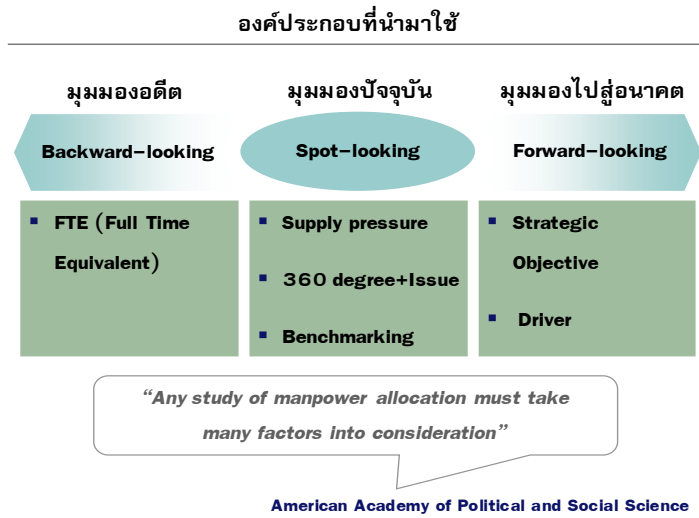 องค์ประกอบที่นำมาใช้
มุมมองอดีต
มุมมองปัจจุบัน
มุมมองไปสู่อนาคต
Backward-looking
Spot-looking
Forward-looking
FTE (Full Time
Equivalent)
Supply pressure
360 degree+Issue
Benchmarking
Strategic
Objective
Driver
“Any study of manpower allocation must take
many factors into consideration”
American Academy of Political and Social Science